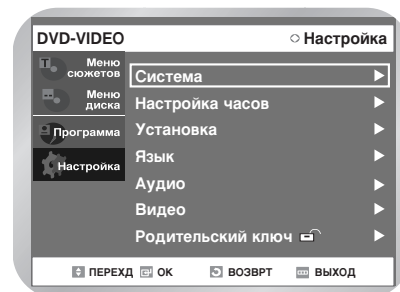 DVD-VIDEO Настройка
Меню сюжетов
Меню диска
Программа
Настройка
Система
Настройка часов
Установка
Язык
Аудио
Видео
Родительский ключ
ПЕРЕХД ОК ВОЗВРТ ВЫХОД